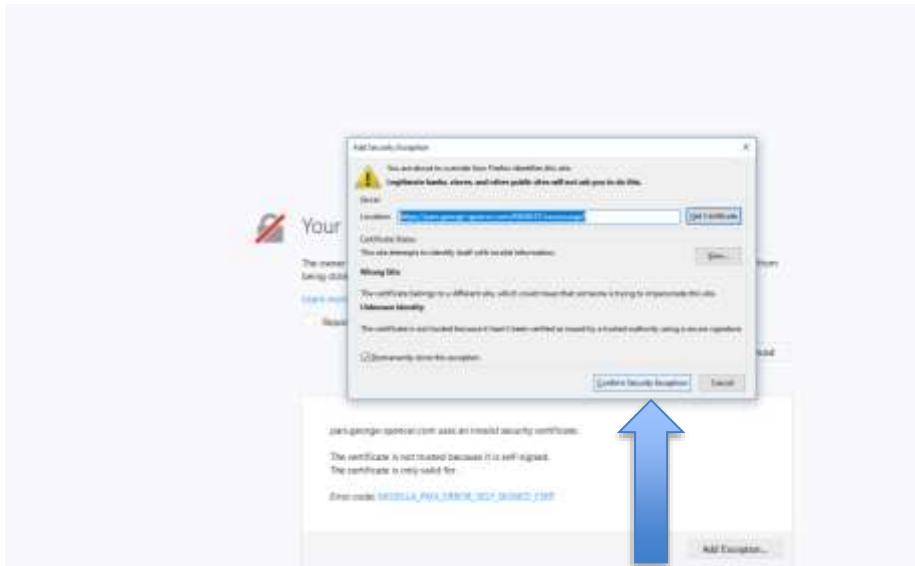 Add Security Exception
You are about to override how Firefox identifies this site.
Legitimate banks, stores, and other public sites will not ask you to do this.
Server
Location:
Get Certificate
Certificate Status
This site attempts to identify itself with invalid information.
View...
Wrong Site
The certificate belongs to a different site, which could mean that someone is trying to impersonate this site.
Unknown Identity
The certificate is not trusted because it hasn't been verified as issued by a trusted authority using a secure signature.
Permanently store this exception
Confirm Security Exception
Cancel
Your
The owner
from
being
Learn more
uses an invalid security certificate.
The certificate is not trusted because it is self-signed.
The certificate is only valid for
Error code: MOZILLA_PKIX_ERROR_SELF_SIGNED_CERT
Add Exception...